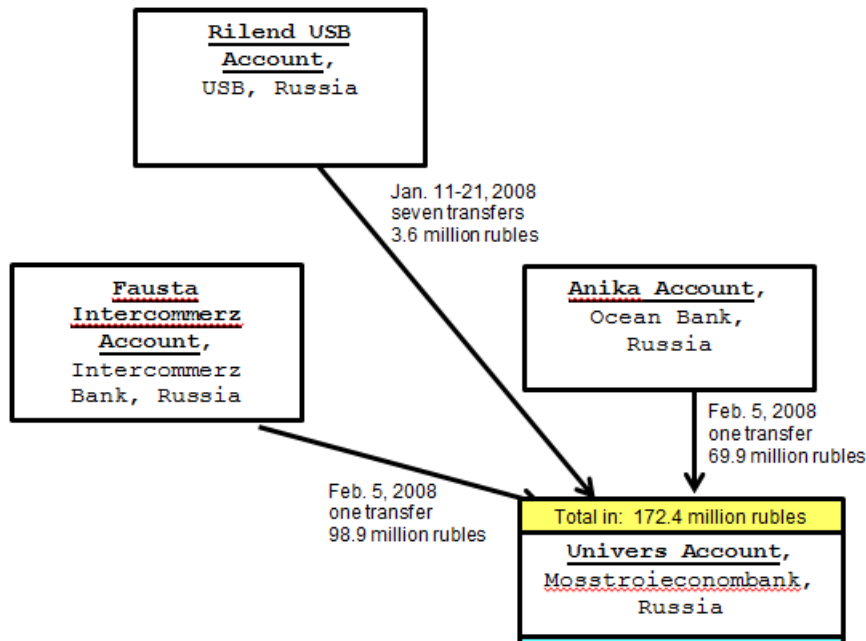 Rilend USB
Account,
USB, Russia
Jan. 11-21, 2008
seven transfers
3.6 million rubles
Fausta
Intercommerz
Account,
Intercommerz
Bank, Russia
Anika Account,
Ocean Bank,
Russia
Feb. 5, 2008
one transfer
69.9 million rubles
Feb. 5, 2008
one transfer
98.9 million rubles
Total in: 172.4 million rubles
Univers Account,
Mosstroieconombank,
Russia